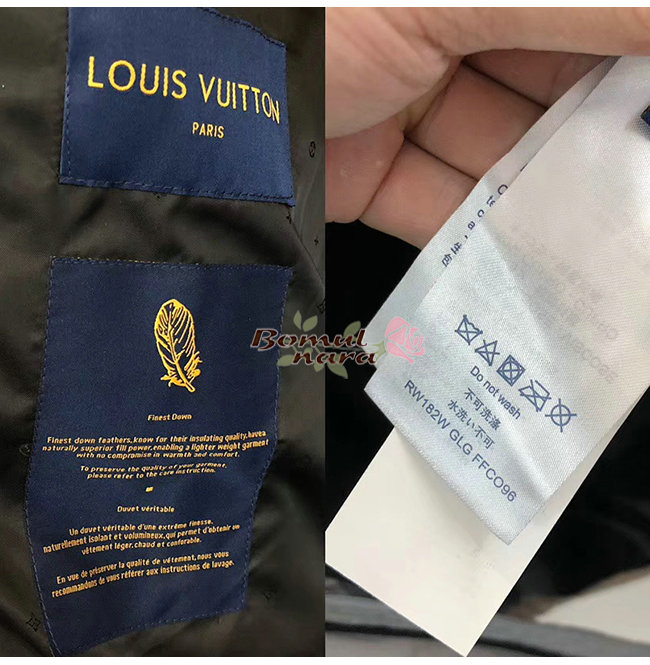 LOUIS VUITTON
PARIS
Finest Down
Finest down feathers,know for their insulating quality,havea
naturally superior fill power,enabling a lighter weight garment
with no compromise in warmth and comfort.
To preserve the quality of your garment,
please refer to the care instruction.
Duvet véritable
Un duvet véritable d'une extrême finesse,
naturellement isolant et volumineux,qui permet d'obtenir un
vêtement léger,chaud et confortable.
En vue de préserver la qualité de vêtement,nous vous
recommandons de vous référer aux instructions de lavage.
Bomul
nara
Do not wash
不可洗涤
水洗い不可
RW182W GLG FFCO96